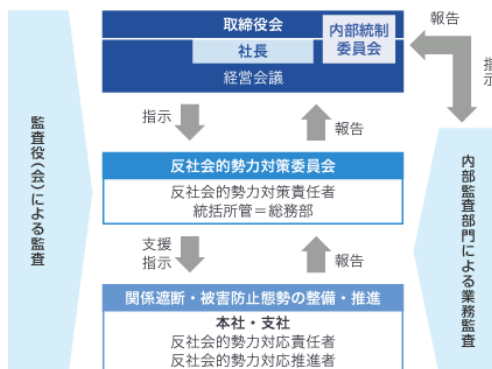 取締役会
内部統制
委員会
社長
経営会議
報告
指示
指示
報告
反社会的勢力対策委員会
反社会的勢力対策責任者
統括所管＝総務部
支援
指示
報告
関係遮断・被害防止態勢の整備・推進
本社・支社
反社会的勢力対応責任者
反社会的勢力対応推進者
監査役（会）による監査
内部監査部門による業務監査